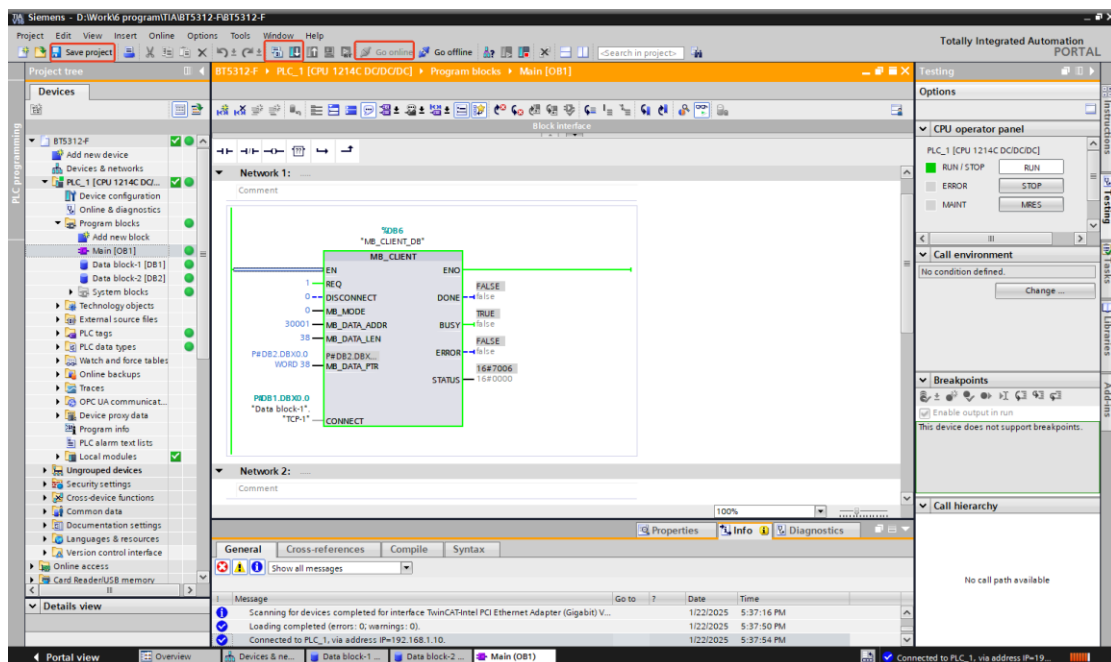 Siemens - D:\Work\6 program\TIA\BT5312-F\BT5312-F
Project Edit View Insert Online Options Tools Window Help
Totally Integrated Automation
PORTAL
Save project
Go online
Go offline
<Search in project>
Project tree
BT5312-F
PLC_1 [CPU 1214C DC/DC/DC]
Program blocks
Main [OB1]
Testing
Devices
Options
Block interface
PLC programming
BT5312-F
Add new device
Devices & networks
PLC_1 [CPU 1214C DC/...
Device configuration
Online & diagnostics
Program blocks
Add new block
Main [OB1]
Data block-1 [DB1]
Data block-2 [DB2]
System blocks
Technology objects
External source files
PLC tags
PLC data types
Watch and force tables
Online backups
Traces
OPC UA communicat...
Device proxy data
Program info
PLC alarm text lists
Local modules
Ungrouped devices
Security settings
Cross-device functions
Common data
Documentation settings
Languages & resources
Version control interface
Online access
Card Reader/USB memory
Details view
Network 1:
Comment
%DB6
"MB_CLIENT_DB"
MB_CLIENT
EN ENO
1 REQ
FALSE
0 DISCONNECT DONE false
0 MB_MODE
TRUE
30001 MB_DATA_ADDR BUSY false
38 MB_DATA_LEN
FALSE
P#DB2.DBX0.0 P#DB2.DBX... ERROR false
WORD 38 MB_DATA_PTR
16#7006
STATUS 16#0000
P#DB1.DBX0.0
"Data block-1".
"TCP-1" CONNECT
Network 2:
Comment
100%
Properties Info Diagnostics
General Cross-references Compile Syntax
Show all messages
! Message Go to ? Date Time
Scanning for devices completed for interface TwinCAT-Intel PCI Ethernet Adapter (Gigabit) V... 1/22/2025 5:37:16 PM
Loading completed (errors: 0; warnings: 0). 1/22/2025 5:37:50 PM
Connected to PLC_1, via address IP=192.168.1.10. 1/22/2025 5:37:54 PM
CPU operator panel
PLC_1 [CPU 1214C DC/DC/DC]
RUN / STOP RUN
ERROR STOP
MAINT MRES
Call environment
No condition defined.
Change ...
Breakpoints
Enable output in run
This device does not support breakpoints.
Call hierarchy
No call path available
Instructions
Testing
Tasks
Libraries
Add-ins
Portal view
Overview
Devices & ne...
Data block-1 ...
Data block-2 ...
Main (OB1)
Connected to PLC_1, via address IP=19...